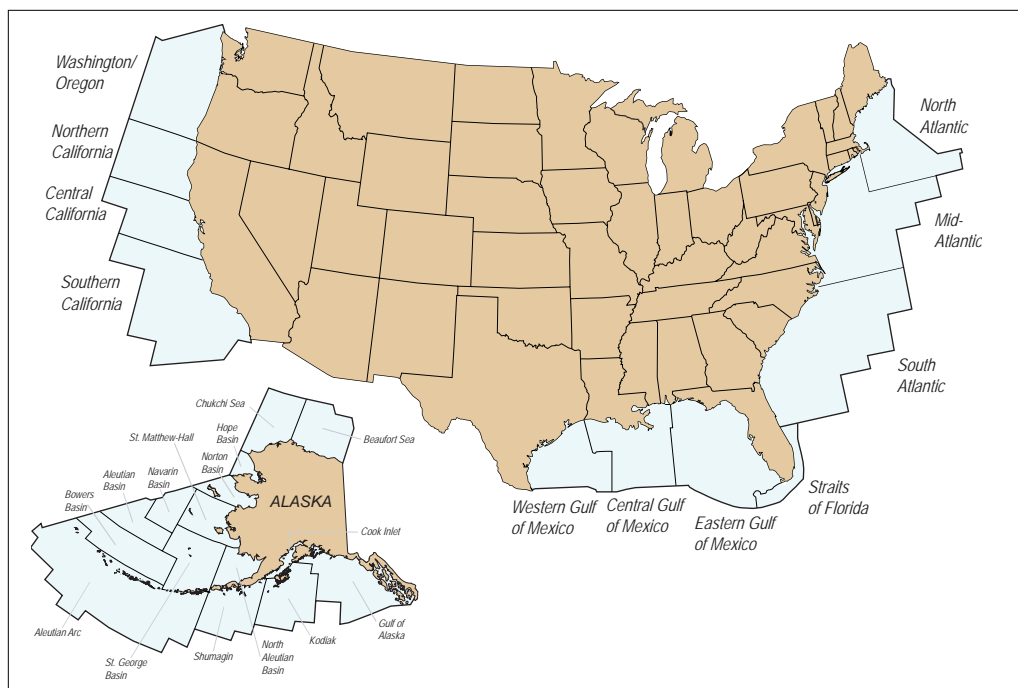 Washington/
Oregon
Northern
California
Central
California
Southern
California
North
Atlantic
Mid-
Atlantic
South
Atlantic
Straits
of Florida
Eastern Gulf
of Mexico
Central Gulf
of Mexico
Western Gulf
of Mexico
Chukchi Sea
Beaufort Sea
Hope
Basin
St. Matthew-Hall
Norton
Basin
Navarin
Basin
Aleutian
Basin
Bowers
Basin
ALASKA
Cook Inlet
Aleutian Arc
St. George
Basin
Shumagin
North
Aleutian
Basin
Kodiak
Gulf of
Alaska